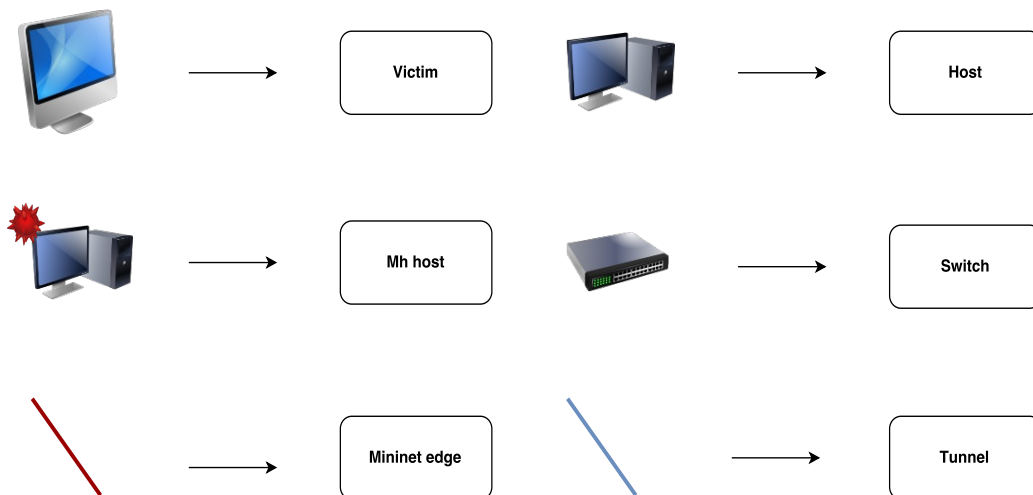 Victim
Host
Mh host
Switch
Mininet edge
Tunnel